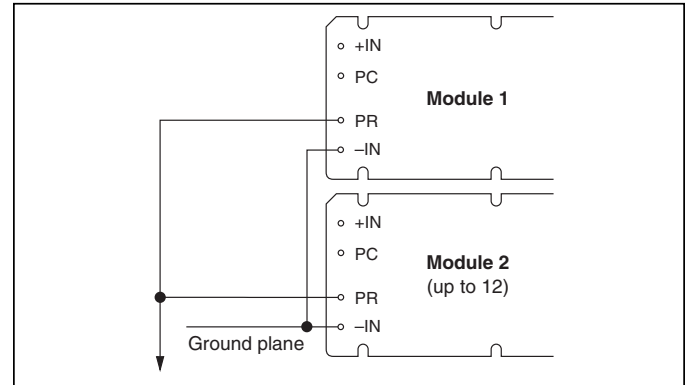 +IN
PC
Module 1
PR
–IN
+IN
PC
Module 2
(up to 12)
PR
–IN
Ground plane